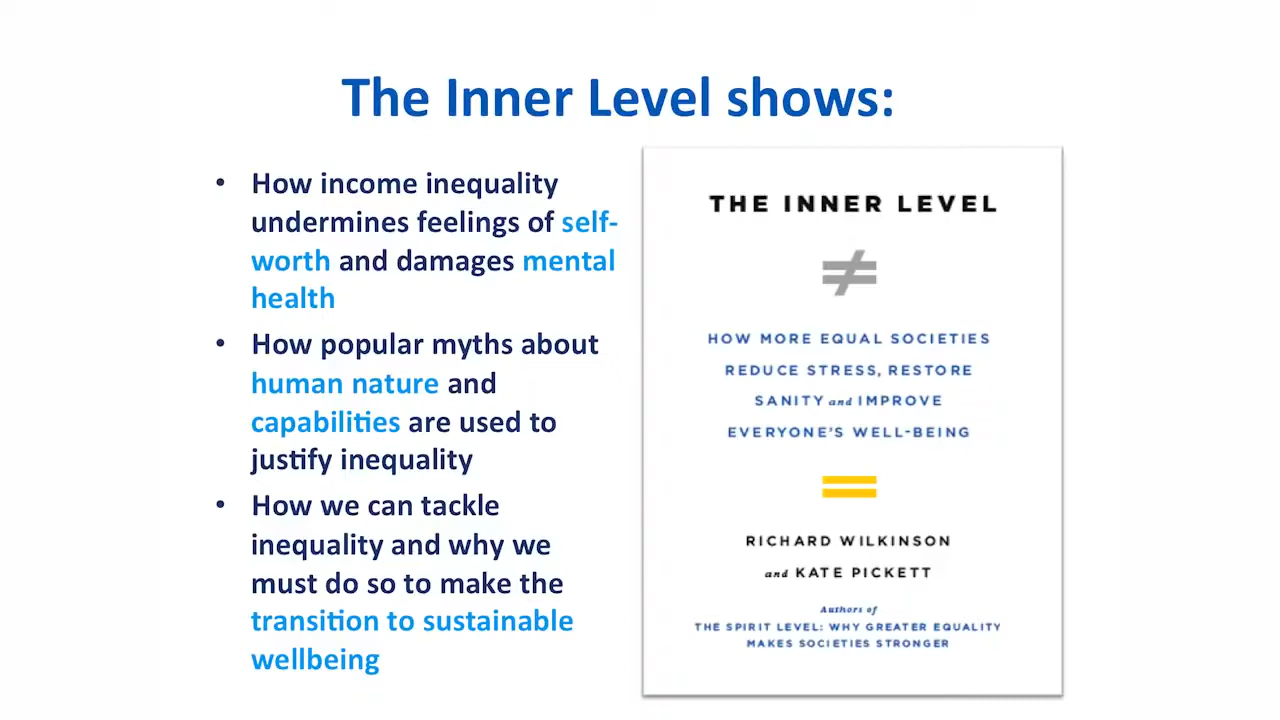 The Inner Level shows:
• How income inequality
undermines feelings of self-
worth and damages mental
health
• How popular myths about
human nature and
capabilities are used to
justify inequality
• How we can tackle
inequality and why we
must do so to make the
transition to sustainable
wellbeing
THE INNER LEVEL
≠
HOW MORE EQUAL SOCIETIES
REDUCE STRESS, RESTORE
SANITY and IMPROVE
EVERYONE'S WELL-BEING
=
RICHARD WILKINSON
and KATE PICKETT
Authors of
THE SPIRIT LEVEL: WHY GREATER EQUALITY
MAKES SOCIETIES STRONGER